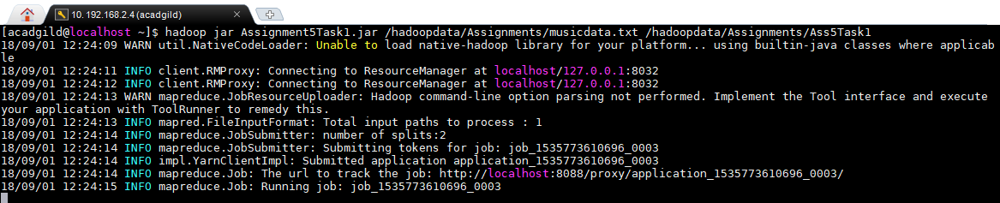 10. 192.168.2.4 (acadgild)
[acadgild@localhost ~]$ hadoop jar Assignment5Task1.jar /hadoopdata/Assignments/musicdata.txt /hadoopdata/Assignments/Ass5Task1
18/09/01 12:24:09 WARN util.NativeCodeLoader: Unable to load native-hadoop library for your platform... using builtin-java classes where applicab
le
18/09/01 12:24:11 INFO client.RMProxy: Connecting to ResourceManager at localhost/127.0.0.1:8032
18/09/01 12:24:12 INFO client.RMProxy: Connecting to ResourceManager at localhost/127.0.0.1:8032
18/09/01 12:24:13 WARN mapreduce.JobResourceUploader: Hadoop command-line option parsing not performed. Implement the Tool interface and execute
your application with ToolRunner to remedy this.
18/09/01 12:24:13 INFO mapred.FileInputFormat: Total input paths to process : 1
18/09/01 12:24:14 INFO mapreduce.JobSubmitter: number of splits:2
18/09/01 12:24:14 INFO mapreduce.JobSubmitter: Submitting tokens for job: job_1535773610696_0003
18/09/01 12:24:14 INFO impl.YarnClientImpl: Submitted application application_1535773610696_0003
18/09/01 12:24:14 INFO mapreduce.Job: The url to track the job: http://localhost:8088/proxy/application_1535773610696_0003/
18/09/01 12:24:15 INFO mapreduce.Job: Running job: job_1535773610696_0003